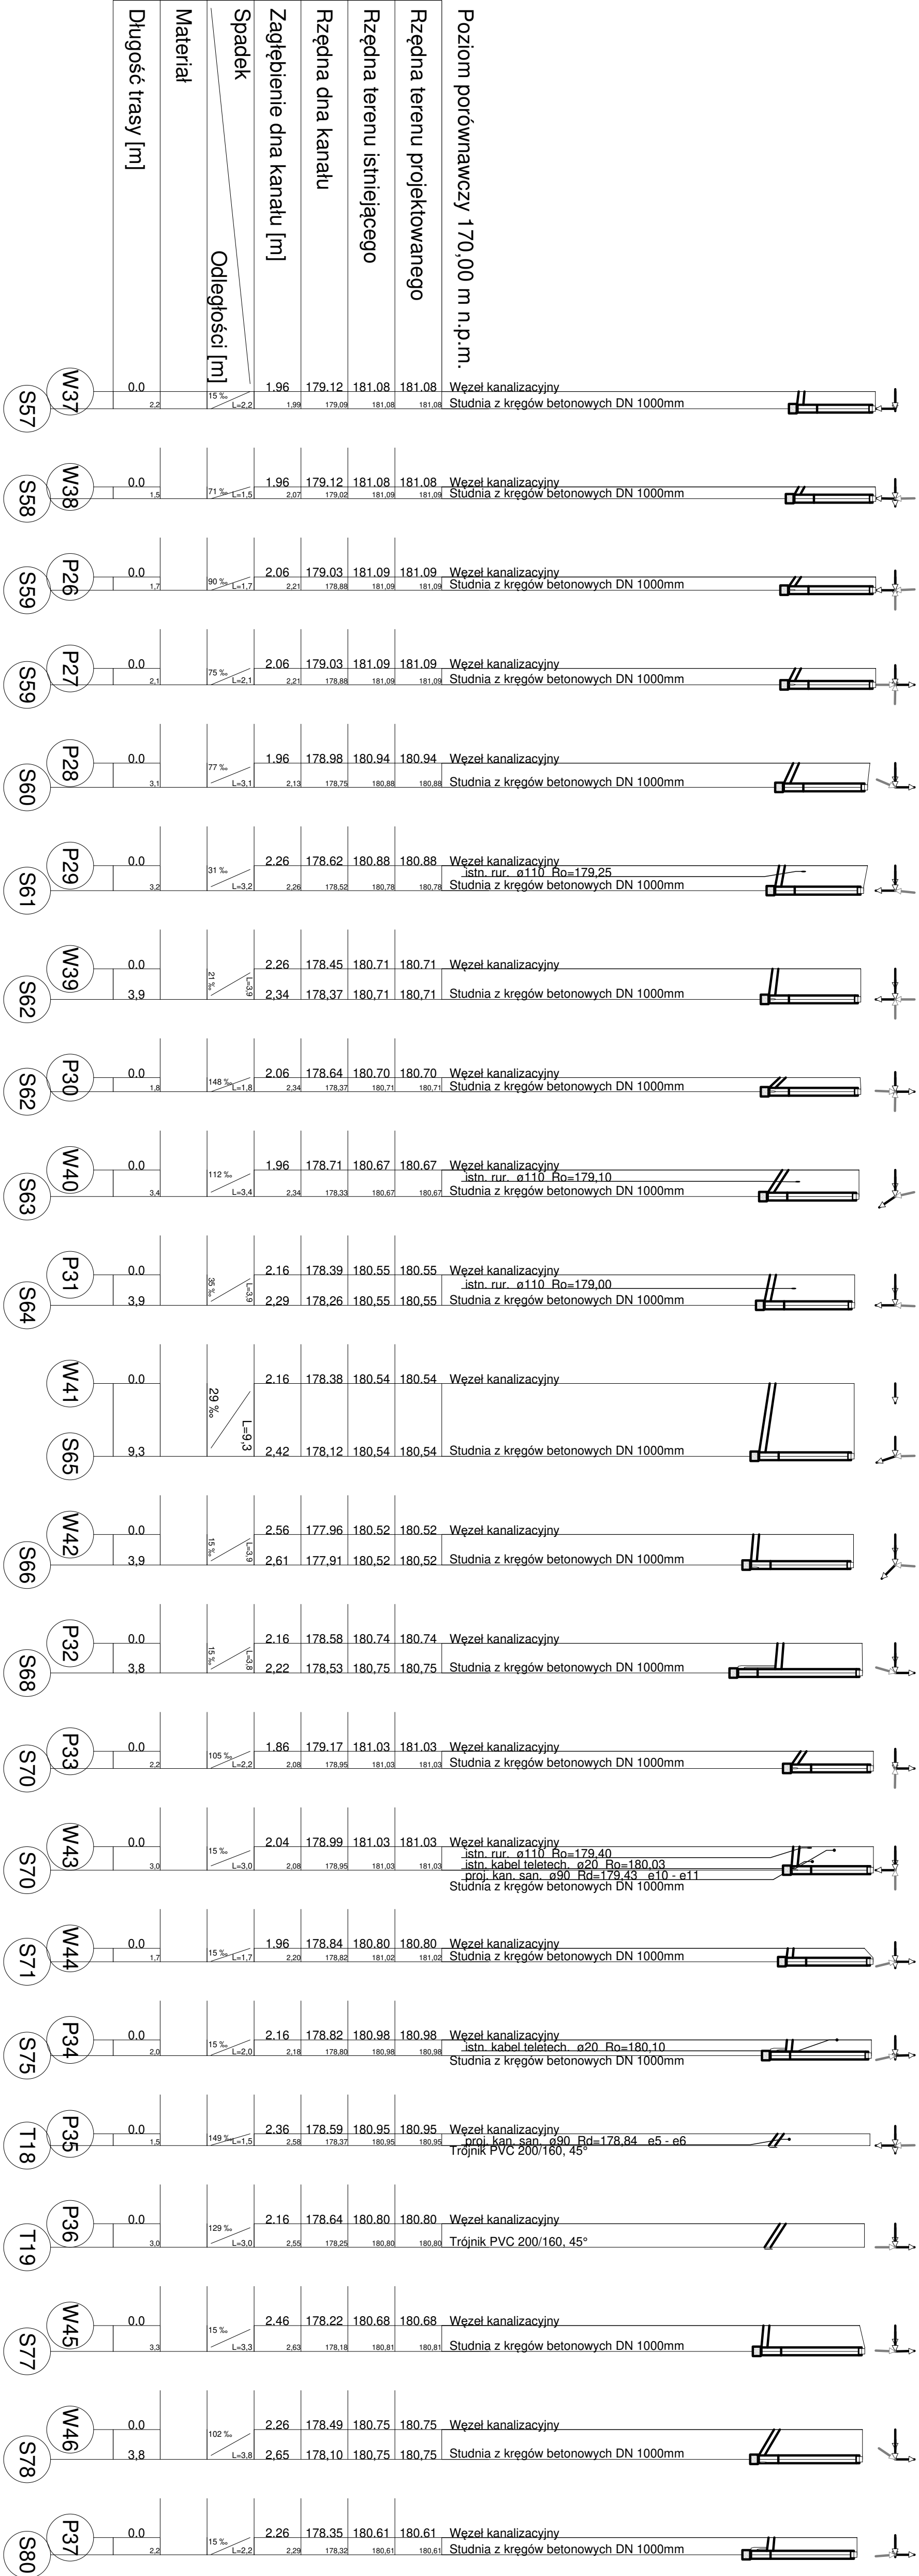 Poziom porównawczy 170,00 m n.p.m.
Rzędna terenu projektowanego
Rzędna terenu istniejącego
Rzędna dna kanału
Zagłębienie dna kanału [m]
Spadek
Odległości [m]
Materiał
Długość trasy [m]
W37 0.0 15 ‰ 1.96 179.12 181.08 181.08 Węzeł kanalizacyjny
S57 2,2 L=2,2 1,99 179,09 181,08 181,08 Studnia z kręgów betonowych DN 1000mm
W38 0.0 71 ‰ 1.96 179.12 181.08 181.08 Węzeł kanalizacyjny
S58 1,5 L=1,5 2,07 179,02 181,09 181,09 Studnia z kręgów betonowych DN 1000mm
P26 0.0 90 ‰ 2.06 179.03 181.09 181.09 Węzeł kanalizacyjny
S59 1,7 L=1,7 2,21 178,88 181,09 181,09 Studnia z kręgów betonowych DN 1000mm
P27 0.0 75 ‰ 2.06 179.03 181.09 181.09 Węzeł kanalizacyjny
S59 2,1 L=2,1 2,21 178,88 181,09 181,09 Studnia z kręgów betonowych DN 1000mm
P28 0.0 77 ‰ 1.96 178.98 180.94 180.94 Węzeł kanalizacyjny
S60 3,1 L=3,1 2,13 178,75 180,88 180,88 Studnia z kręgów betonowych DN 1000mm
P29 0.0 31 ‰ 2.26 178.62 180.88 180.88 Węzeł kanalizacyjny
istn. rur. ø110 Ro=179,25
S61 3,2 L=3,2 2,26 178,52 180,78 180,78 Studnia z kręgów betonowych DN 1000mm
W39 0.0 21 ‰ 2.26 178.45 180.71 180.71 Węzeł kanalizacyjny
S62 3,9 L=3,9 2,34 178,37 180,71 180,71 Studnia z kręgów betonowych DN 1000mm
P30 0.0 148 ‰ 2.06 178.64 180.70 180.70 Węzeł kanalizacyjny
S62 1,8 L=1,8 2,34 178,37 180,71 180,71 Studnia z kręgów betonowych DN 1000mm
W40 0.0 112 ‰ 1.96 178.71 180.67 180.67 Węzeł kanalizacyjny
istn. rur. ø110 Ro=179,10
S63 3,4 L=3,4 2,34 178,33 180,67 180,67 Studnia z kręgów betonowych DN 1000mm
P31 0.0 35 ‰ 2.16 178.39 180.55 180.55 Węzeł kanalizacyjny
istn. rur. ø110 Ro=179,00
S64 3,9 L=3,9 2,29 178,26 180,55 180,55 Studnia z kręgów betonowych DN 1000mm
W41 0.0 29 ‰ 2.16 178.38 180.54 180.54 Węzeł kanalizacyjny
S65 9,3 L=9,3 2,42 178,12 180,54 180,54 Studnia z kręgów betonowych DN 1000mm
W42 0.0 15 ‰ 2.56 177.96 180.52 180.52 Węzeł kanalizacyjny
S66 3,9 L=3,9 2,61 177,91 180,52 180,52 Studnia z kręgów betonowych DN 1000mm
P32 0.0 15 ‰ 2.16 178.58 180.74 180.74 Węzeł kanalizacyjny
S68 3,8 L=3,8 2,22 178,53 180,75 180,75 Studnia z kręgów betonowych DN 1000mm
P33 0.0 105 ‰ 1.86 179.17 181.03 181.03 Węzeł kanalizacyjny
S70 2,2 L=2,2 2,08 178,95 181,03 181,03 Studnia z kręgów betonowych DN 1000mm
W43 0.0 15 ‰ 2.04 178.99 181.03 181.03 Węzeł kanalizacyjny
istn. rur. ø110 Ro=179,40
istn. kabel teletech. ø20 Ro=180,03
proj. kan. san. ø90 Rd=179,43 e10 - e11
S70 3,0 L=3,0 2,08 178,95 181,03 181,03 Studnia z kręgów betonowych DN 1000mm
W44 0.0 15 ‰ 1.96 178.84 180.80 180.80 Węzeł kanalizacyjny
S71 1,7 L=1,7 2,20 178,82 181,02 181,02 Studnia z kręgów betonowych DN 1000mm
P34 0.0 15 ‰ 2.16 178.82 180.98 180.98 Węzeł kanalizacyjny
istn. kabel teletech. ø20 Ro=180,10
S75 2,0 L=2,0 2,18 178,80 180,98 180,98 Studnia z kręgów betonowych DN 1000mm
P35 0.0 149 ‰ 2.36 178.59 180.95 180.95 Węzeł kanalizacyjny
proj. kan. san. ø90 Rd=178,84 e5 - e6
T18 1,5 L=1,5 2,58 178,37 180,95 180,95 Trójnik PVC 200/160, 45°
P36 0.0 129 ‰ 2.16 178.64 180.80 180.80 Węzeł kanalizacyjny
T19 3,0 L=3,0 2,55 178,25 180,80 180,80 Trójnik PVC 200/160, 45°
W45 0.0 15 ‰ 2.46 178.22 180.68 180.68 Węzeł kanalizacyjny
S77 3,3 L=3,3 2,63 178,18 180,81 180,81 Studnia z kręgów betonowych DN 1000mm
W46 0.0 102 ‰ 2.26 178.49 180.75 180.75 Węzeł kanalizacyjny
S78 3,8 L=3,8 2,65 178,10 180,75 180,75 Studnia z kręgów betonowych DN 1000mm
P37 0.0 15 ‰ 2.26 178.35 180.61 180.61 Węzeł kanalizacyjny
S80 2,2 L=2,2 2,29 178,32 180,61 180,61 Studnia z kręgów betonowych DN 1000mm